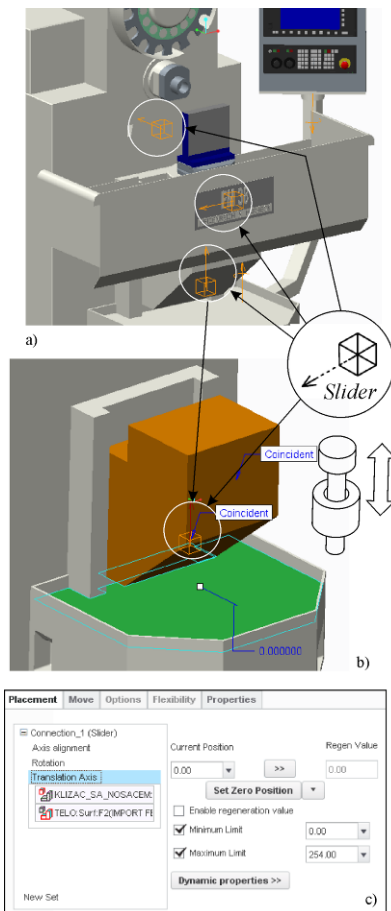 a)
Slider
Coincident
Coincident
0.000000
b)
Placement Move Options Flexibility Properties
Connection_1 (Slider)
Axis alignment
Rotation
Translation Axis
KLIZAC_SA_NOSACEM:
TELO:Surf:F2(IMPORT FE
New Set
Current Position
Regen Value
0.00
>>
0.00
Set Zero Position
Enable regeneration value
Minimum Limit
0.00
Maximum Limit
254.00
Dynamic properties >>
c)